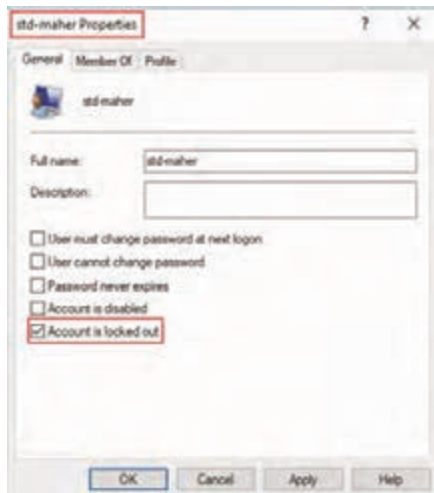 std-maher Properties
? ×
General Member Of Profile
std-maher
Full name: std-maher
Description:
User must change password at next logon
User cannot change password
Password never expires
Account is disabled
Account is locked out
OK Cancel Apply Help